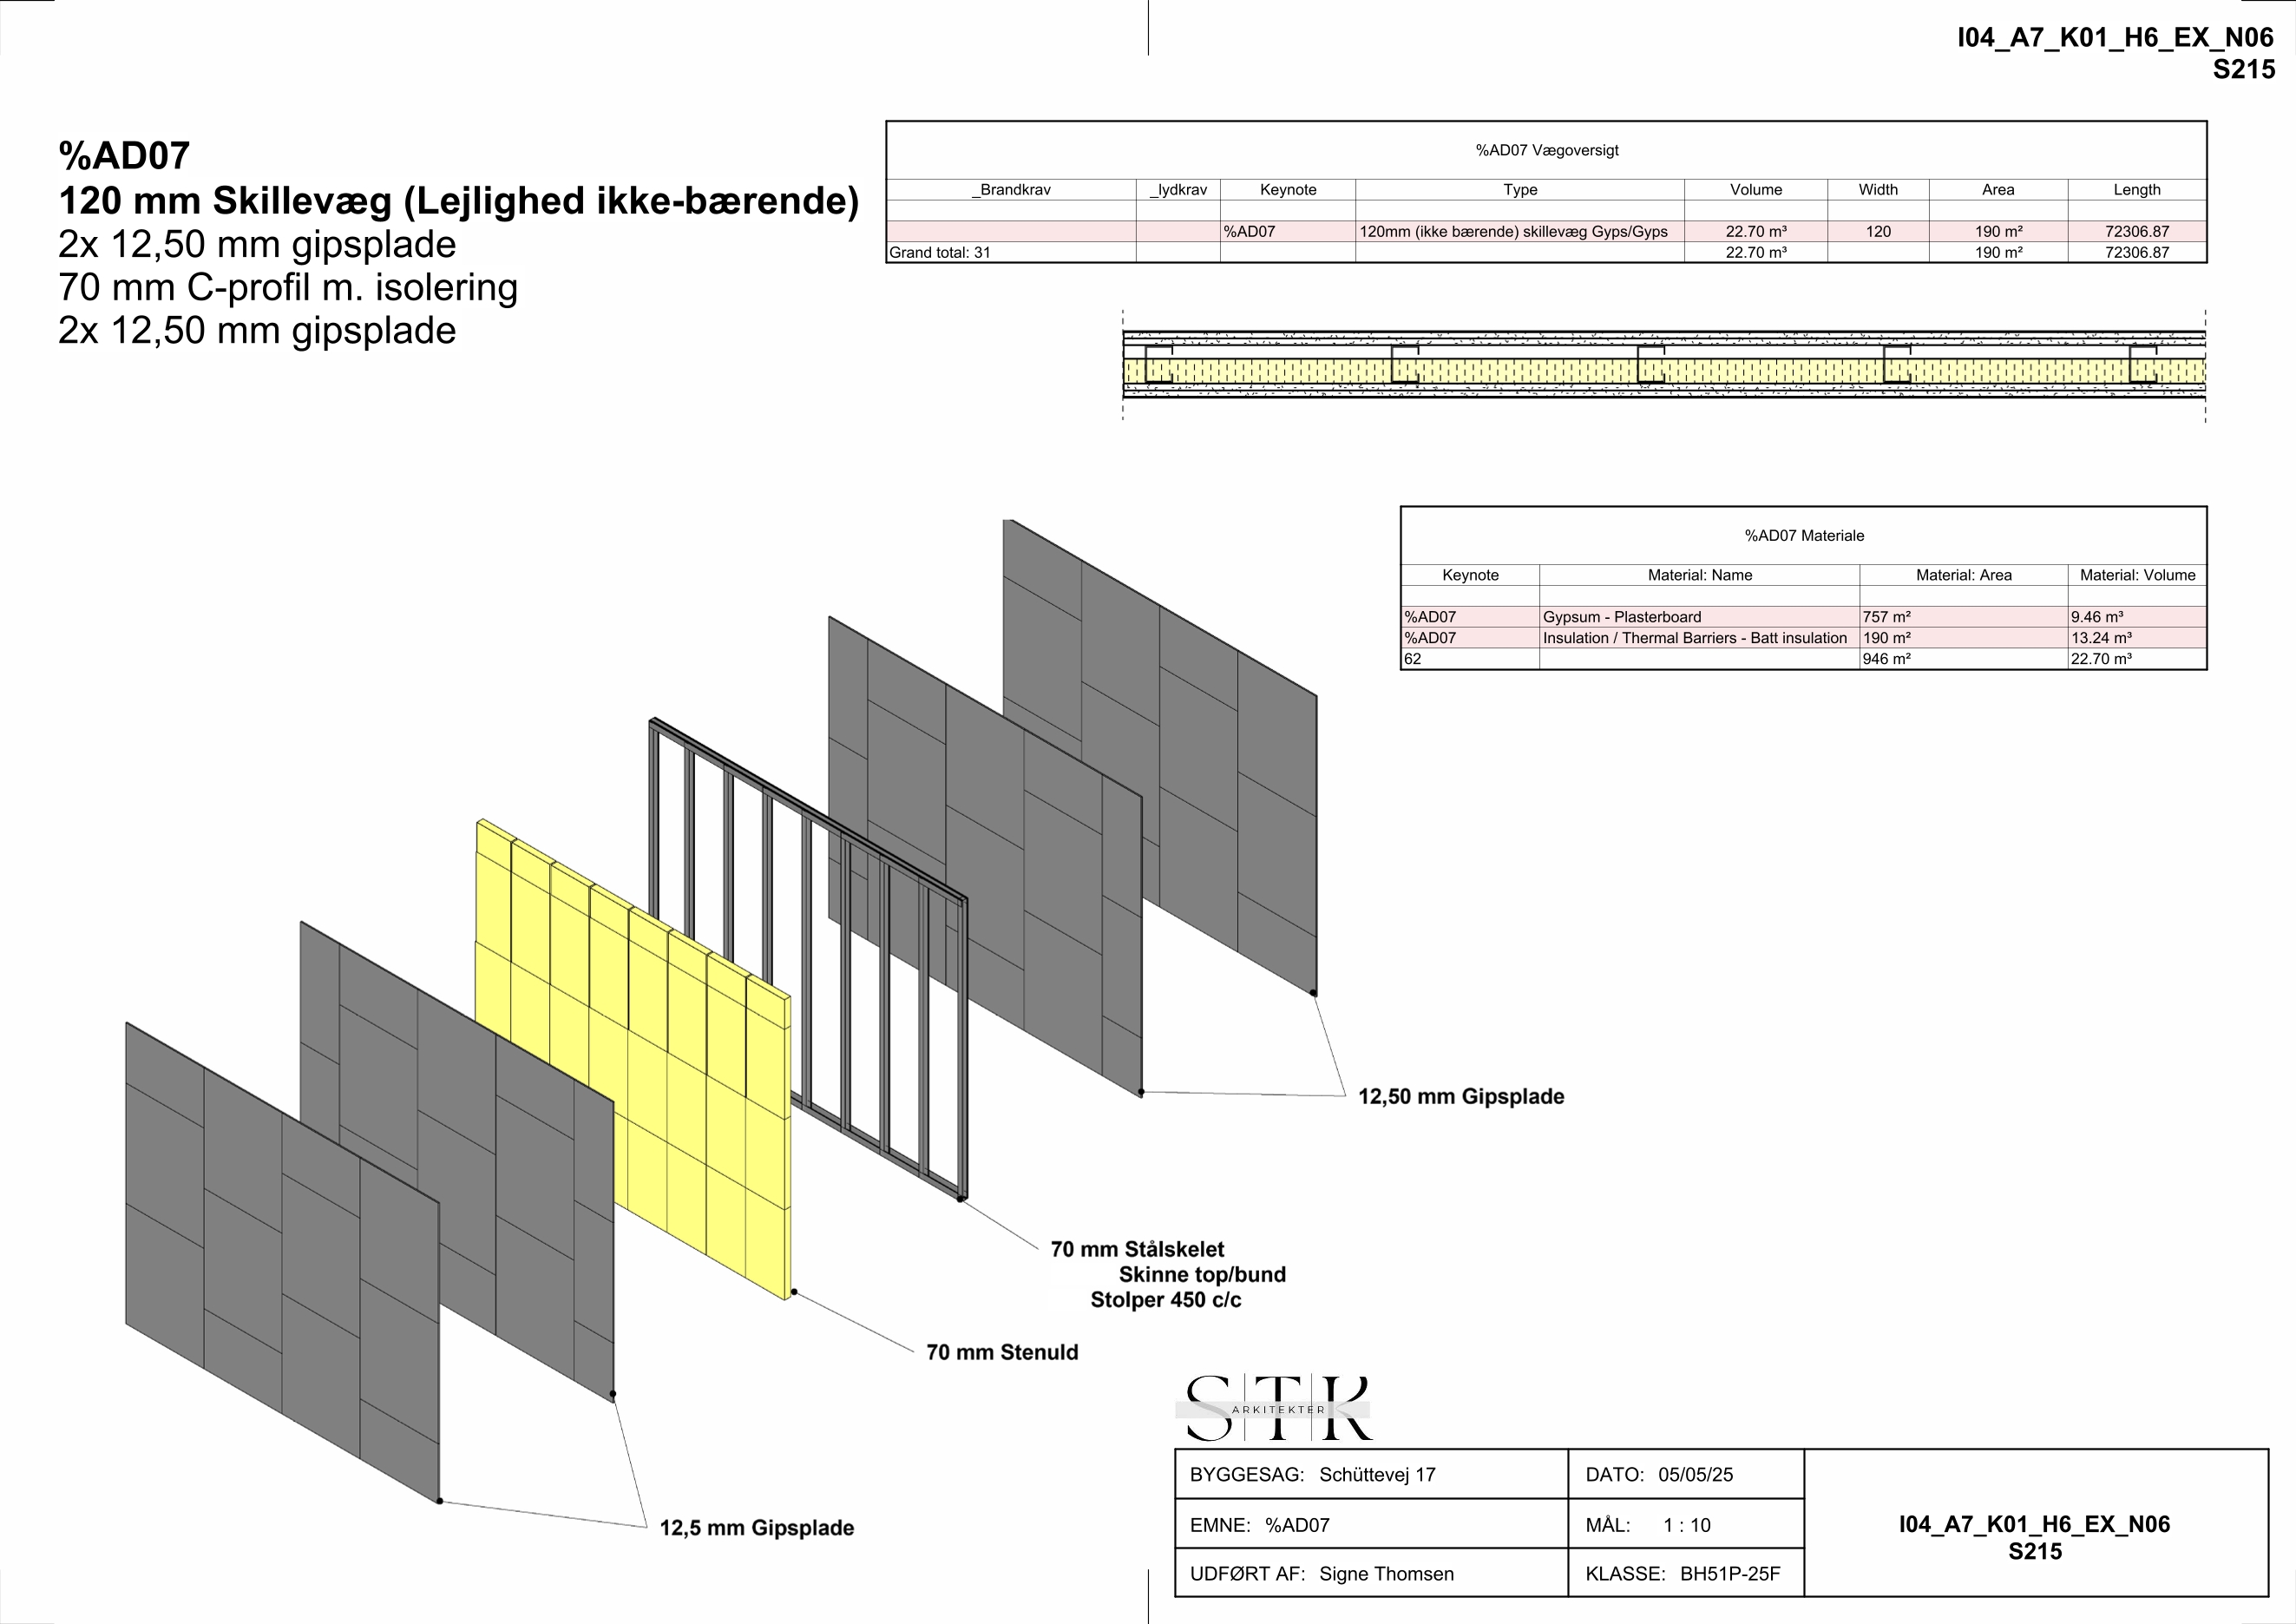 I04_A7_K01_H6_EX_N06
S215
%AD07
120 mm Skillevæg (Lejlighed ikke-bærende)
2x 12,50 mm gipsplade
70 mm C-profil m. isolering
2x 12,50 mm gipsplade
%AD07 Vægoversigt
_Brandkrav _lydkrav Keynote Type Volume Width Area Length
%AD07 120mm (ikke bærende) skillevæg Gyps/Gyps 22.70 m³ 120 190 m² 72306.87
Grand total: 31 22.70 m³ 190 m² 72306.87
%AD07 Materiale
Keynote Material: Name Material: Area Material: Volume
%AD07 Gypsum - Plasterboard 757 m² 9.46 m³
%AD07 Insulation / Thermal Barriers - Batt insulation 190 m² 13.24 m³
62 946 m² 22.70 m³
12,50 mm Gipsplade
70 mm Stålskelet
Skinne top/bund
Stolper 450 c/c
70 mm Stenuld
12,5 mm Gipsplade
STK
ARKITEKTER
BYGGESAG: Schüttevej 17 DATO: 05/05/25
EMNE: %AD07 MÅL: 1 : 10
UDFØRT AF: Signe Thomsen KLASSE: BH51P-25F
I04_A7_K01_H6_EX_N06
S215